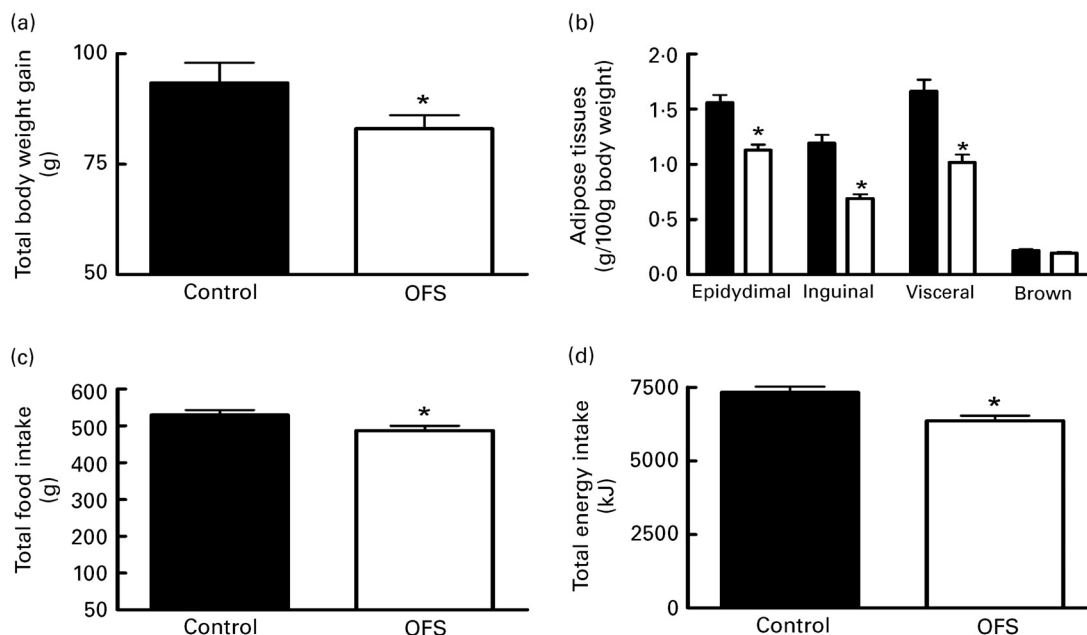 (a)
Total body weight gain
(g)
100
75
50
*
Control
OFS
(b)
Adipose tissues
(g/100g body weight)
2·0
1·5
1·0
0·5
0·0
*
*
*
Epidydimal
Inguinal
Visceral
Brown
(c)
Total food intake
(g)
600
500
400
300
200
100
50
*
Control
OFS
(d)
Total energy intake
(kJ)
7500
5000
2500
0
*
Control
OFS